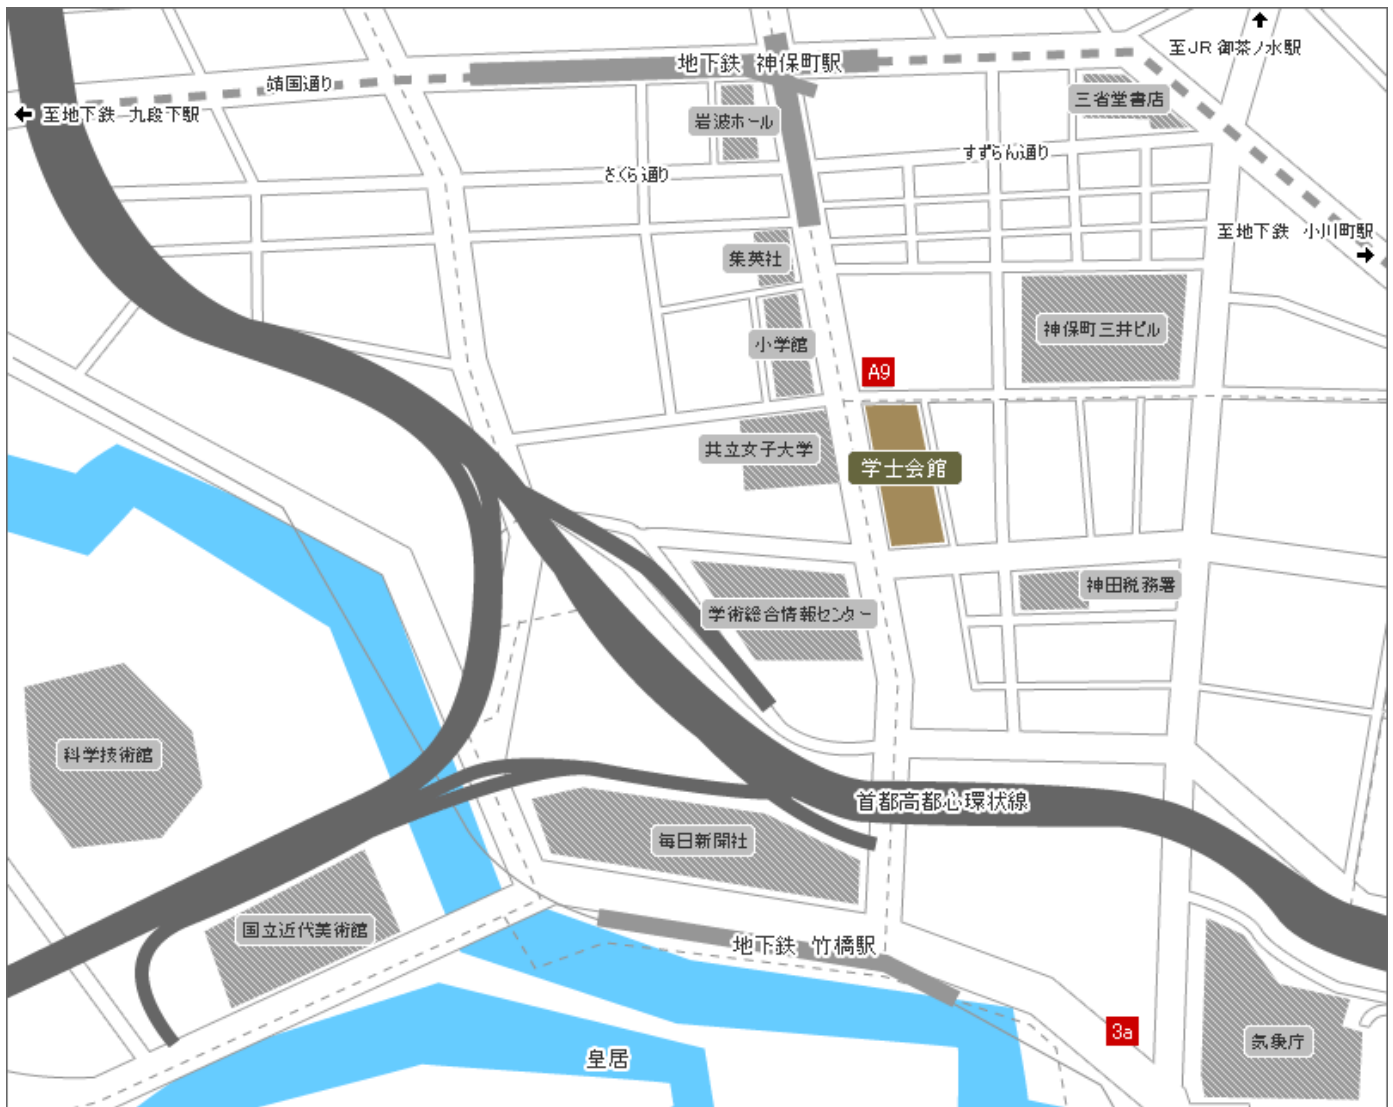 至JR 御茶ノ水駅
地下鉄 神保町駅
靖国通り
三省堂書店
至地下鉄 九段下駅
岩波ホール
すずらん通り
さくら通り
至地下鉄 小川町駅
集英社
神保町三井ビル
小学館
A9
共立女子大学
学士会館
神田税務署
学術総合情報センター
科学技術館
首都高都心環状線
毎日新聞社
国立近代美術館
地下鉄 竹橋駅
3a
気象庁
皇居